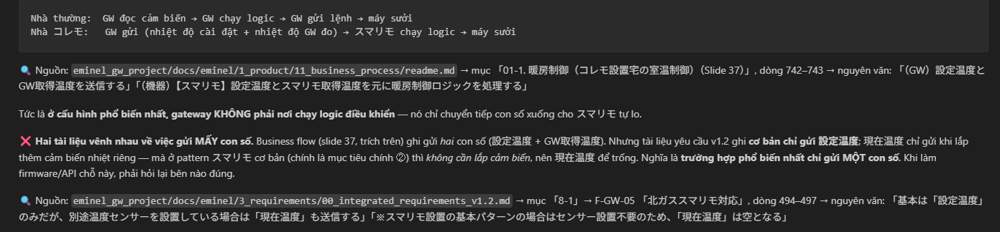 Nhà thường:  GW đọc cảm biến → GW chạy logic → GW gửi lệnh → máy sưởi
Nhà コレモ:   GW gửi (nhiệt độ cài đặt + nhiệt độ GW đo) → スマリモ chạy logic → máy sưởi
🔍 Nguồn: eminel_gw_project/docs/eminel/1_product/11_business_process/readme.md → mục 「01-1. 暖房制御（コレモ設置宅の室温制御）（Slide 37）」, dòng 742–743 → nguyên văn: 「（GW）設定温度と
GW取得温度を送信する」「（機器）【スマリモ】設定温度とスマリモ取得温度を元に暖房制御ロジックを処理する」
Tức là ở cấu hình phổ biến nhất, gateway KHÔNG phải nơi chạy logic điều khiển — nó chỉ chuyển tiếp con số xuống cho スマリモ tự lo.
❌ Hai tài liệu vênh nhau về việc gửi MẤY con số. Business flow (slide 37, trích trên) ghi gửi hai con số (設定温度 + GW取得温度). Nhưng tài liệu yêu cầu v1.2 ghi cơ bản chỉ gửi 設定温度; 現在温度 chỉ gửi khi lắp
thêm cảm biến nhiệt riêng — mà ở pattern スマリモ cơ bản (chính là mục tiêu chính ②) thì không cần lắp cảm biến, nên 現在温度 để trống. Nghĩa là trường hợp phổ biến nhất chỉ gửi MỘT con số. Khi làm
firmware/API chỗ này, phải hỏi lại bên nào đúng.
🔍 Nguồn: eminel_gw_project/docs/eminel/3_requirements/00_integrated_requirements_v1.2.md → mục 「8-1」→ F-GW-05 「北ガススマリモ対応」, dòng 494–497 → nguyên văn: 「基本は「設定温度」
のみだが、別途温度センサーを設置している場合は「現在温度」も送信する」「※スマリモ設置の基本パターンの場合はセンサー設置不要のため、「現在温度」は空となる」